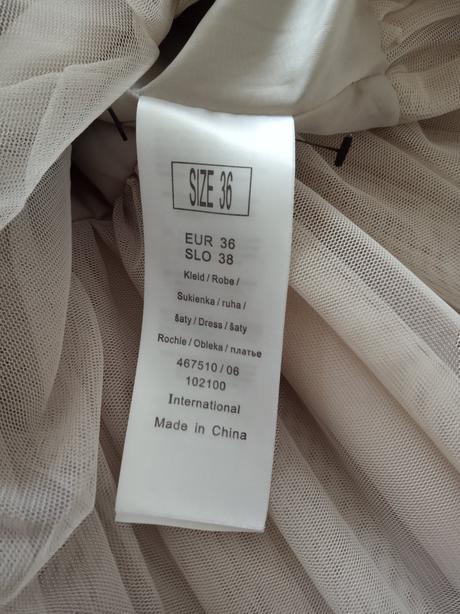 SIZE 36
EUR 36
SLO 38
Kleid / Robe /
Sukienka / ruha /
šaty / Dress / šaty
Rochie / Obleka / платье
467510 / 06
102100
International
Made in China